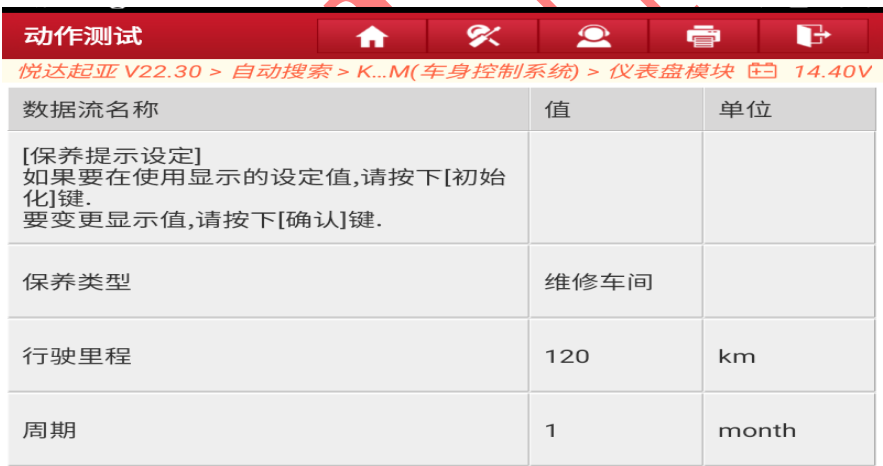 动作测试
悦达起亚 V22.30 > 自动搜索 > K...M(车身控制系统) > 仪表盘模块 14.40V
数据流名称 值 单位
[保养提示设定]
如果要在使用显示的设定值,请按下[初始
化]键.
要变更显示值,请按下[确认]键.
保养类型 维修车间
行驶里程 120 km
周期 1 month